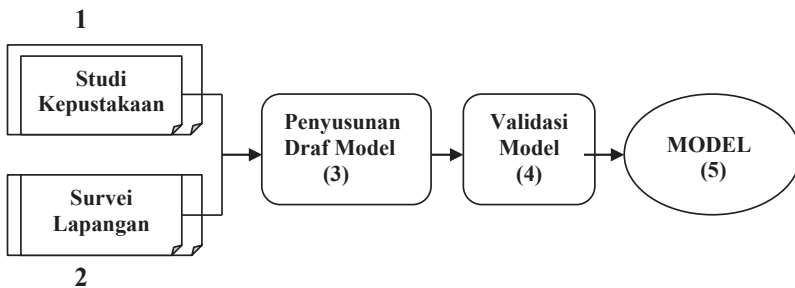 1
Studi
Kepustakaan
Survei
Lapangan
2
Penyusunan
Draf Model
(3)
Validasi
Model
(4)
MODEL
(5)